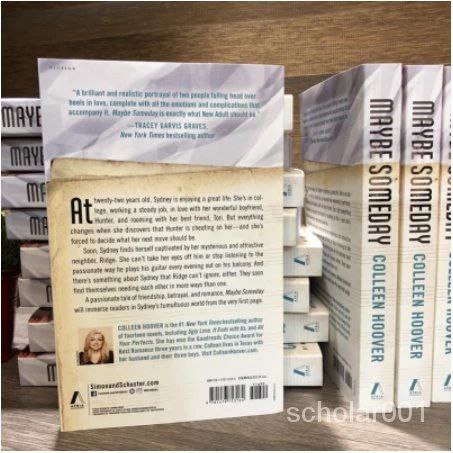 FICTION
"A brilliant and realistic portrayal of two people falling head over
heels in love, complete with all the emotions and complications that
accompany it. Maybe Someday is exactly what New Adult should be."
—TRACEY GARVIS GRAVES,
New York Times bestselling author
At twenty-two years old, Sydney is enjoying a great life: She's in col-
lege, working a steady job, in love with her wonderful boyfriend,
Hunter, and rooming with her best friend, Tori. But everything
changes when she discovers that Hunter is cheating on her—and she's
forced to decide what her next move should be.
Soon, Sydney finds herself captivated by her mysterious and attractive
neighbor, Ridge. She can't take her eyes off him or stop listening to the
passionate way he plays his guitar every evening out on his balcony. And
there's something about Sydney that Ridge can't ignore, either. They soon
find themselves needing each other in more ways than one.
A passionate tale of friendship, betrayal, and romance, Maybe Someday
will immerse readers in Sydney's tumultuous world from the very first page.
COLLEEN HOOVER is the #1 New York Times bestselling author
of fourteen novels, including Ugly Love, It Ends with Us, and All
Your Perfects. She has won the Goodreads Choice Award for
Best Romance three years in a row. Colleen lives in Texas with
her husband and their three boys. Visit ColleenHoover.com.
SimonandSchuster.com
ATRIA
MAYBE
MAYBE
MAYBE
MAYBE
MAYBE SOMEDAY COLLEEN HOOVER
ATRIA
MAYBE SOMEDAY COLLEEN HOOVER
ATRIA
scholar001